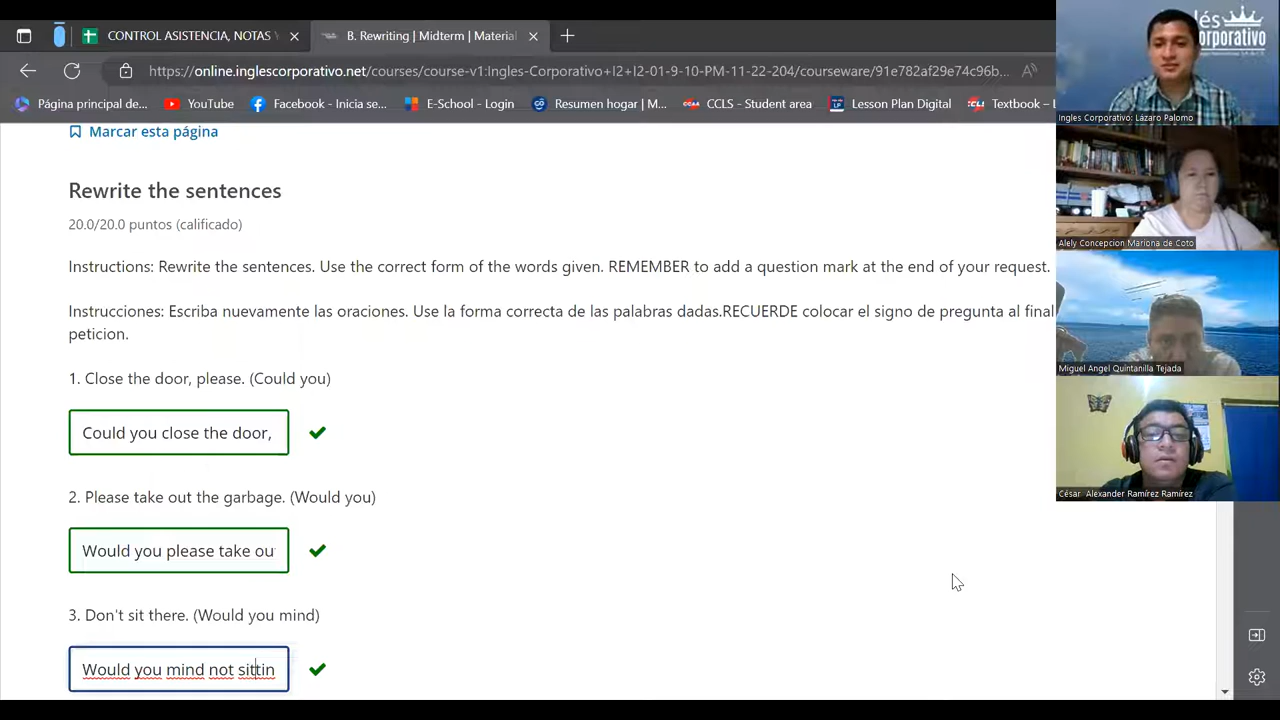 CONTROL ASISTENCIA, NOTAS
B. Rewriting | Midterm | Material
https://online.inglescorporativo.net/courses/course-v1:Ingles-Corporativo+I2+I2-01-9-10-PM-11-22-204/courseware/91e782af29e74c96b...
Página principal de...
YouTube
Facebook - Inicia se...
E-School - Login
Resumen hogar | M...
CCLS - Student area
Lesson Plan Digital
Textbook – E
Marcar esta página
Rewrite the sentences
20.0/20.0 puntos (calificado)
Instructions: Rewrite the sentences. Use the correct form of the words given. REMEMBER to add a question mark at the end of your request.
Instrucciones: Escriba nuevamente las oraciones. Use la forma correcta de las palabras dadas.RECUERDE colocar el signo de pregunta al final
peticion.
1. Close the door, please. (Could you)
Could you close the door,
2. Please take out the garbage. (Would you)
Would you please take ou
3. Don't sit there. (Would you mind)
Would you mind not sittin
lés
orporativo
Ingles Corporativo: Lázaro Palomo
Alely Concepcion Mariona de Coto
Miguel Angel Quintanilla Tejada
César Alexander Ramírez Ramírez